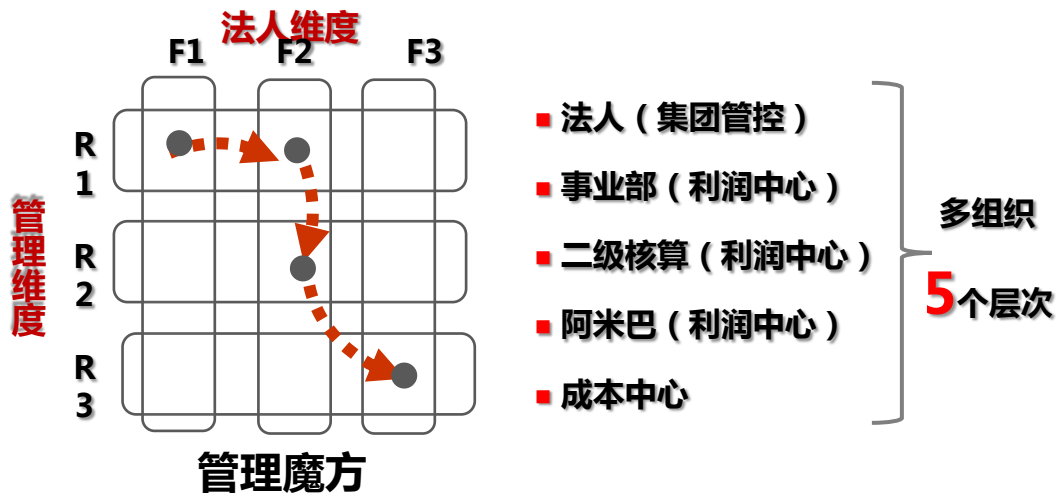 法人维度
F1 F2 F3
R1
R2
R3
管理维度
管理魔方
法人（集团管控）
事业部（利润中心）
二级核算（利润中心）
阿米巴（利润中心）
成本中心
多组织
5个层次